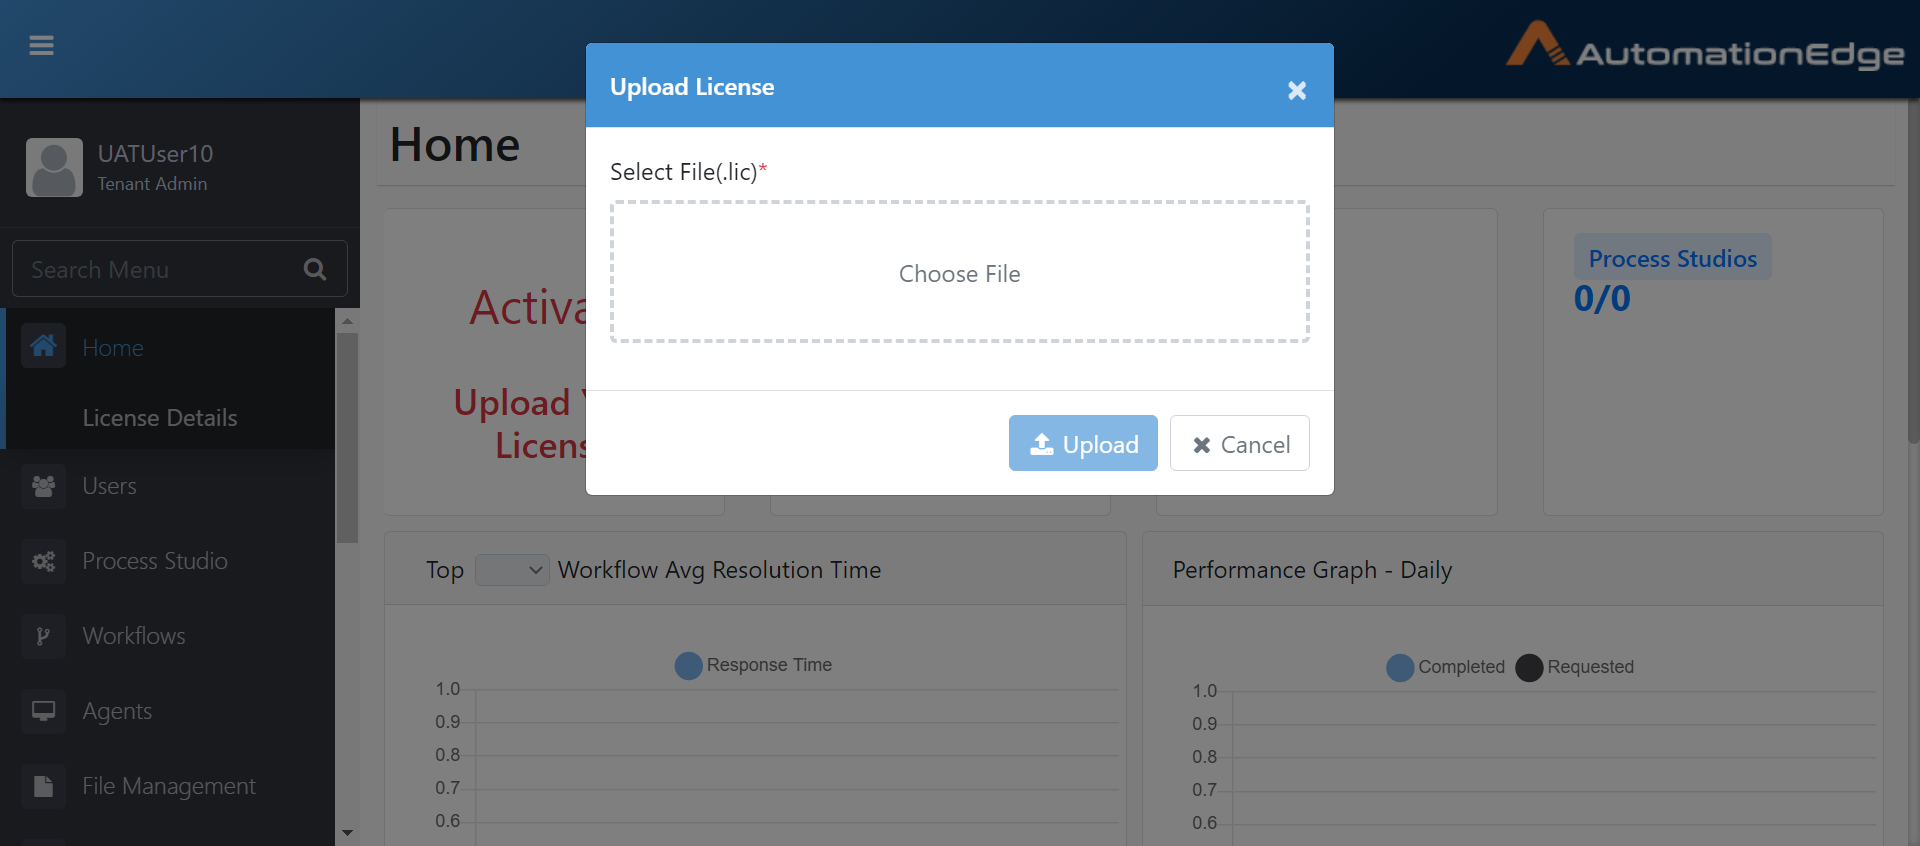 AutomationEdge
Upload License
Select File(.lic)*
Choose File
Upload
Cancel
UATUser10
Tenant Admin
Search Menu
Home
License Details
Users
Process Studio
Workflows
Agents
File Management
Home
Upload
Process Studios
0/0
Top
Workflow Avg Resolution Time
Response Time
1.0
0.9
0.8
0.7
0.6
Performance Graph - Daily
Completed
Requested
1.0
0.9
0.8
0.7
0.6